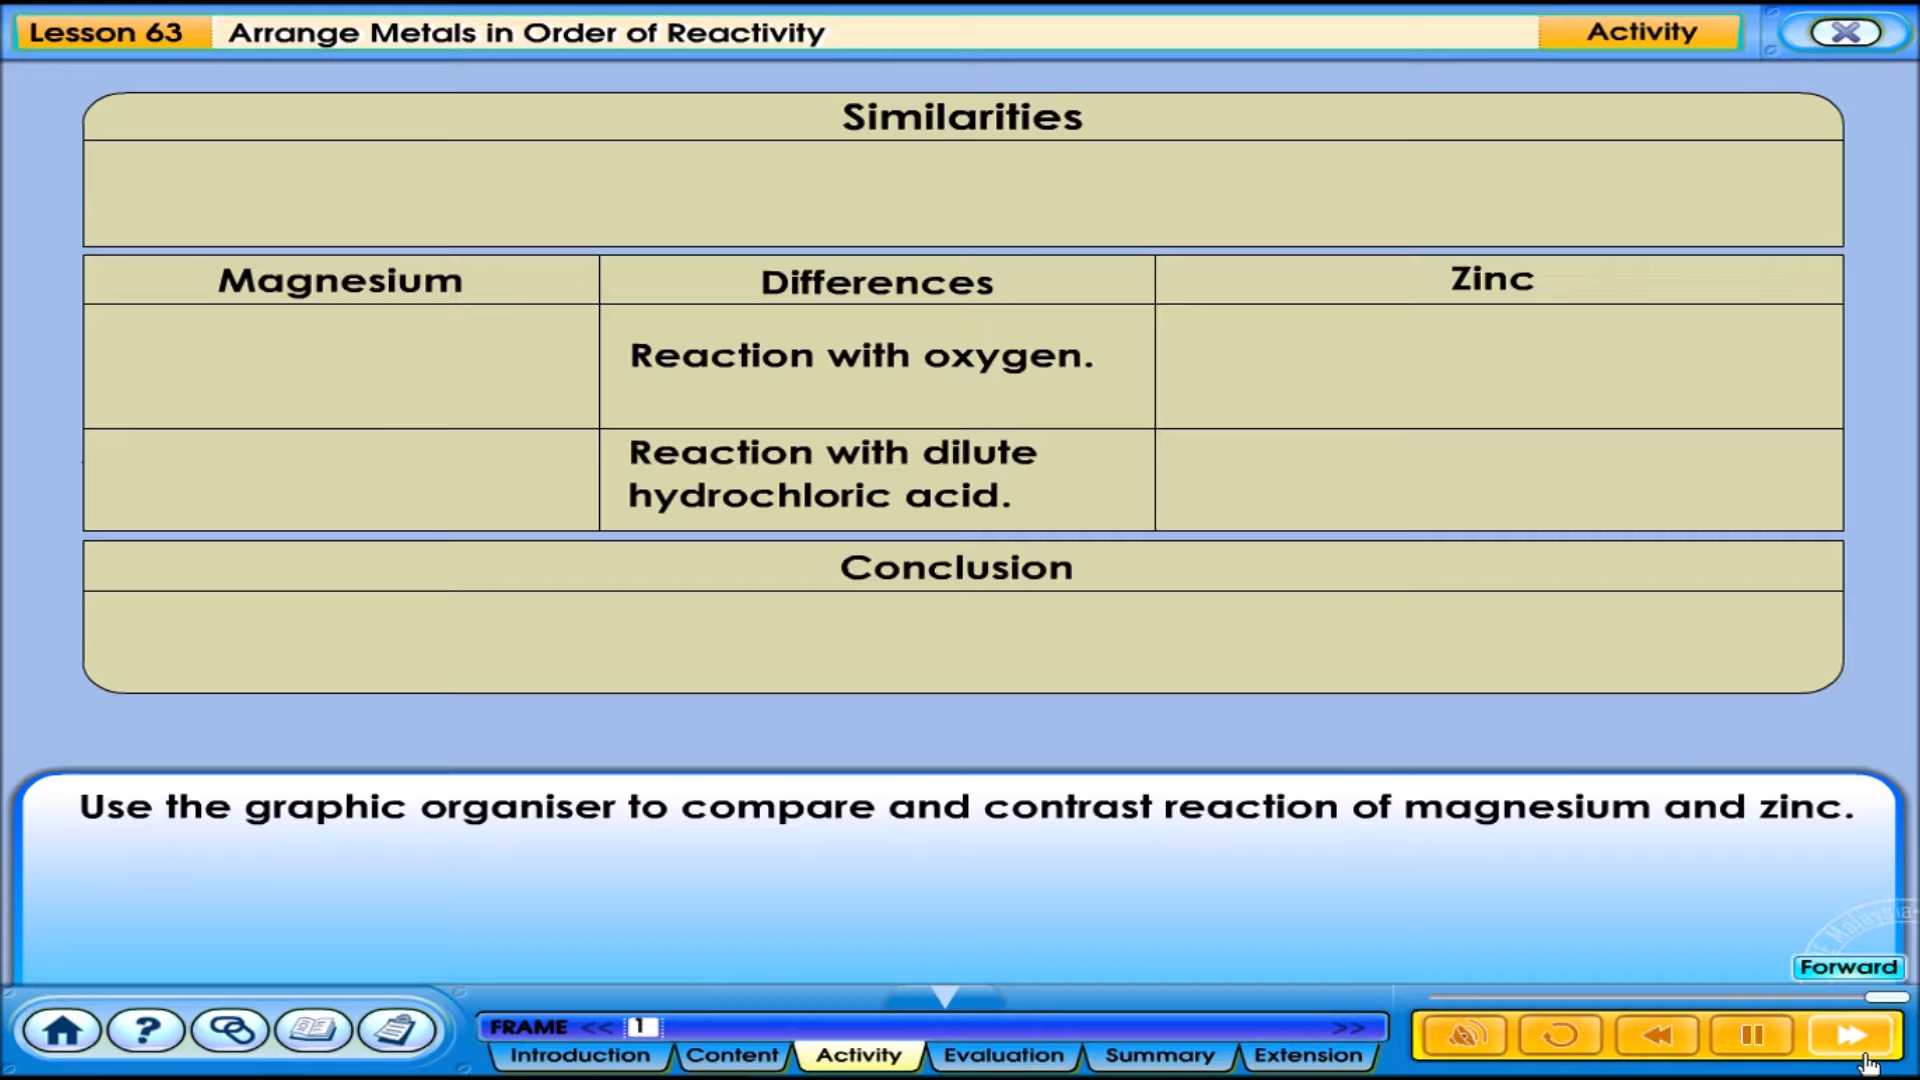 Lesson 63 Arrange Metals in Order of Reactivity Activity
Similarities
Magnesium Differences Zinc
Reaction with oxygen.
Reaction with dilute
hydrochloric acid.
Conclusion
Use the graphic organiser to compare and contrast reaction of magnesium and zinc.
Malaysia
Forward
FRAME << 1 >>
Introduction Content Activity Evaluation Summary Extension